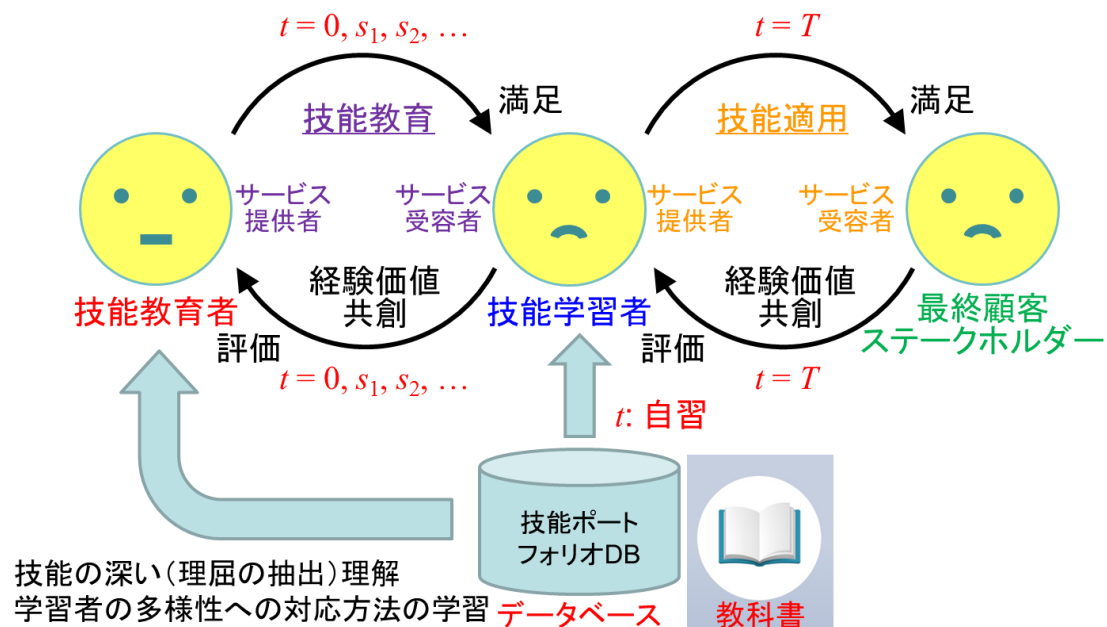 t = 0, s₁, s₂, …
t = T
満足
満足
技能教育
技能適用
サービス
提供者
サービス
受容者
サービス
提供者
サービス
受容者
技能教育者
経験価値
共創
技能学習者
経験価値
共創
最終顧客
ステークホルダー
評価
評価
t = 0, s₁, s₂, …
t = T
t: 自習
技能ポート
フォリオDB
技能の深い（理屈の抽出）理解
学習者の多様性への対応方法の学習
データベース
教科書